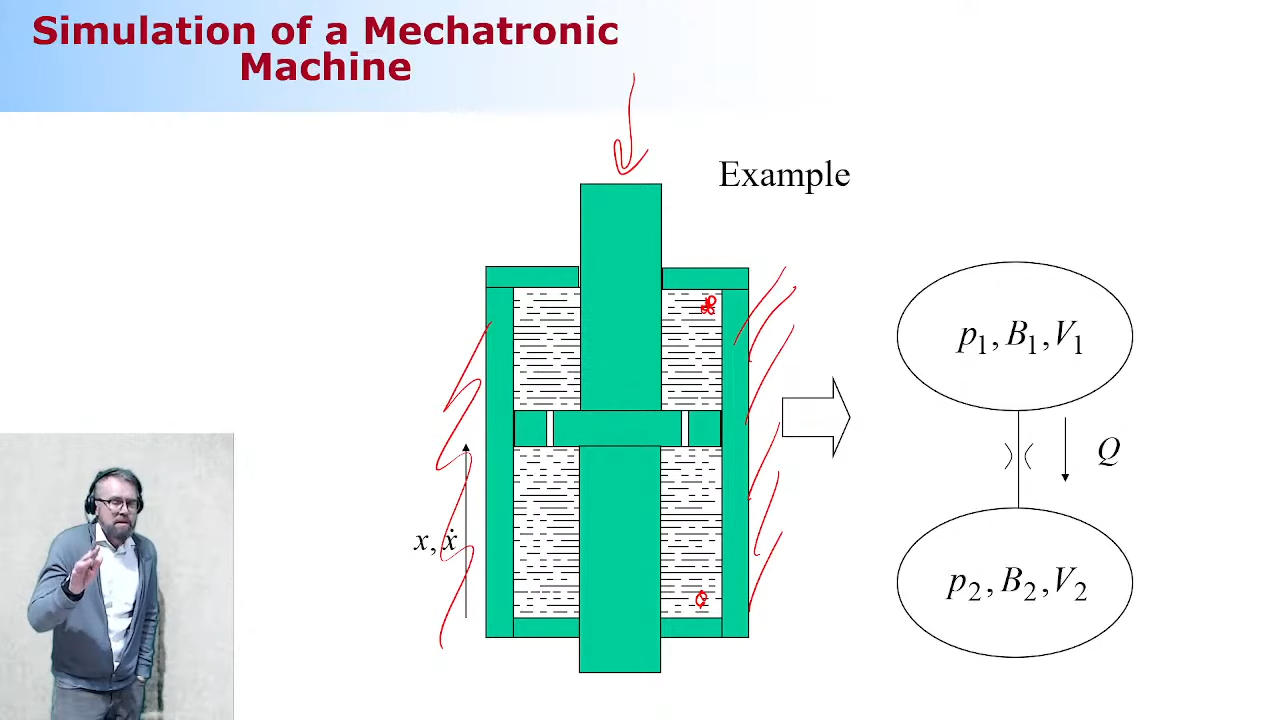 Simulation of a Mechatronic
Machine
Example
p₁, B₁, V₁
Q
x, ẋ
p₂, B₂, V₂